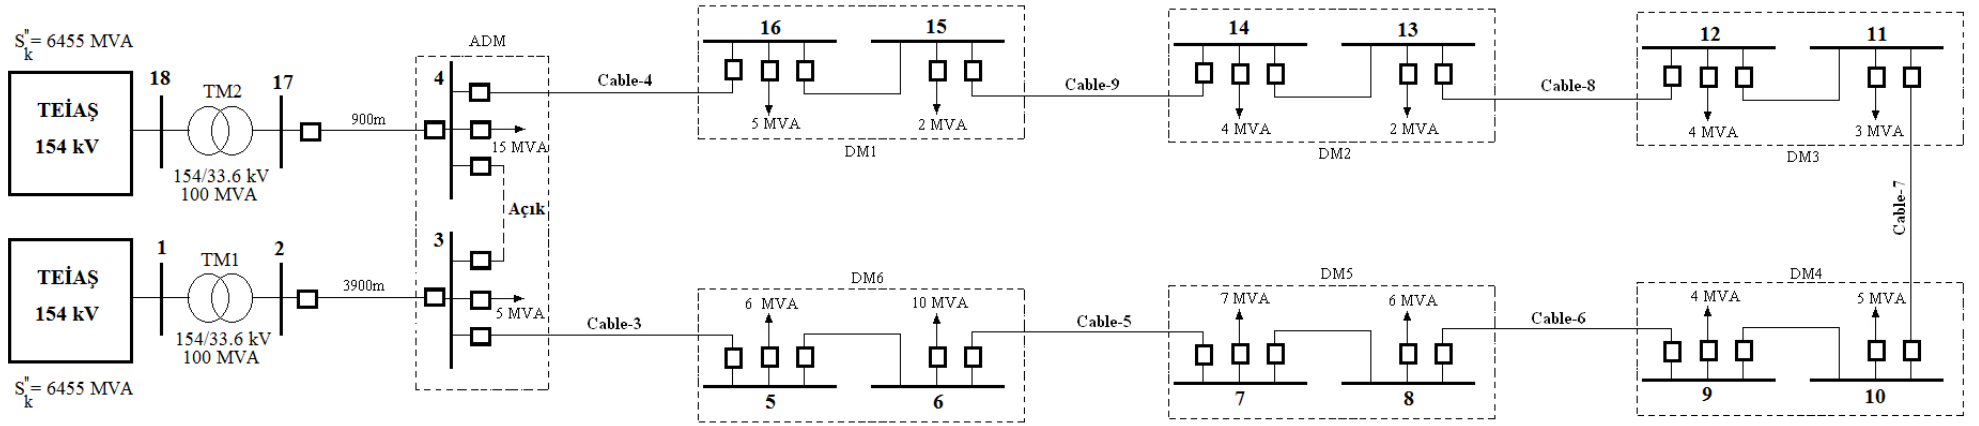 S"k= 6455 MVA
TEİAŞ
154 kV
18
TM2
17
154/33.6 kV
100 MVA
900m
ADM
4
15 MVA
Açık
Cable-4
16
15
5 MVA
2 MVA
DM1
Cable-9
14
13
4 MVA
2 MVA
DM2
Cable-8
12
11
4 MVA
3 MVA
DM3
Cable-7
TEİAŞ
154 kV
1
TM1
2
154/33.6 kV
100 MVA
S"k= 6455 MVA
3900m
3
5 MVA
Cable-3
DM6
6 MVA
10 MVA
5
6
Cable-5
DM5
7 MVA
6 MVA
7
8
Cable-6
DM4
4 MVA
5 MVA
9
10